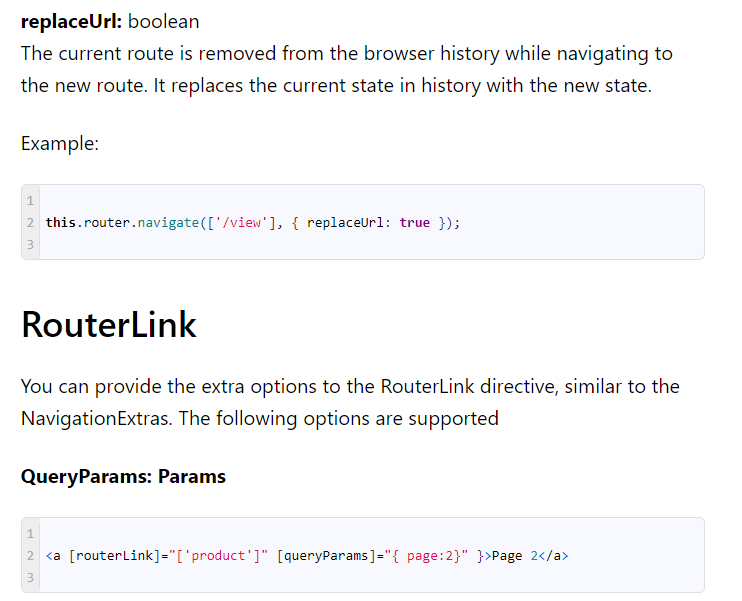 replaceUrl: boolean
The current route is removed from the browser history while navigating to
the new route. It replaces the current state in history with the new state.
Example:
1
2 this.router.navigate(['/view'], { replaceUrl: true });
3
RouterLink
You can provide the extra options to the RouterLink directive, similar to the
NavigationExtras. The following options are supported
QueryParams: Params
1
2 <a [routerLink]="['product']" [queryParams]="{ page:2}" }>Page 2</a>
3